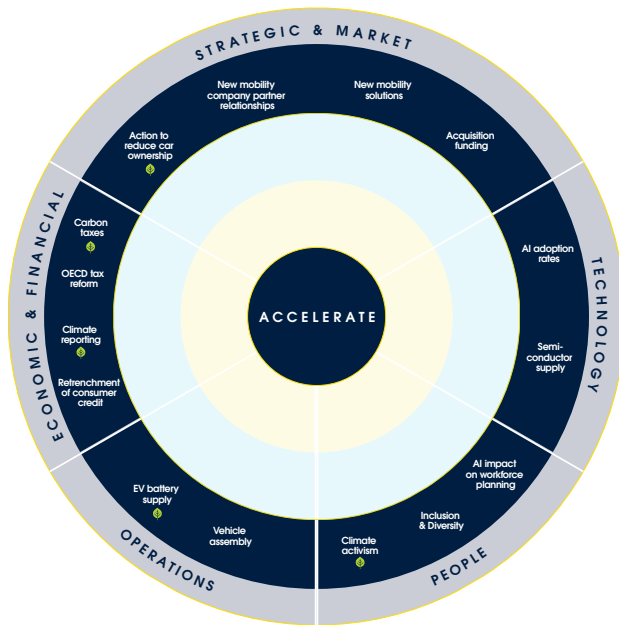 STRATEGIC & MARKET
New mobility
company partner
relationships
New mobility
solutions
Action to
reduce car
ownership
Acquisition
funding
TECHNOLOGY
AI adoption
rates
Semi-
conductor
supply
PEOPLE
AI impact
on workforce
planning
Inclusion
& Diversity
Climate
activism
OPERATIONS
Vehicle
assembly
EV battery
supply
ECONOMIC & FINANCIAL
Carbon
taxes
OECD tax
reform
Climate
reporting
Retrenchment
of consumer
credit
ACCELERATE